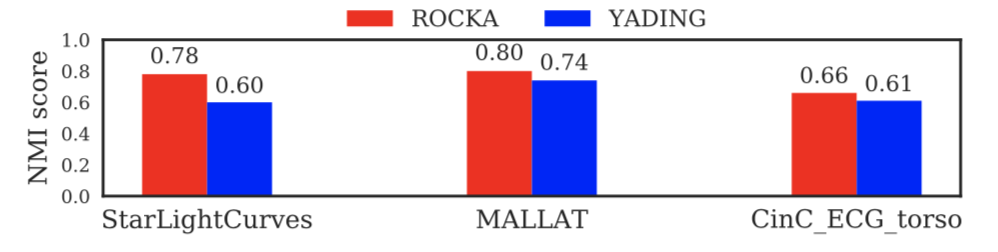 ROCKA YADING
NMI score
1.0
0.8
0.6
0.4
0.2
0.0
0.78 0.60 0.80 0.74 0.66 0.61
StarLightCurves MALLAT CinC_ECG_torso